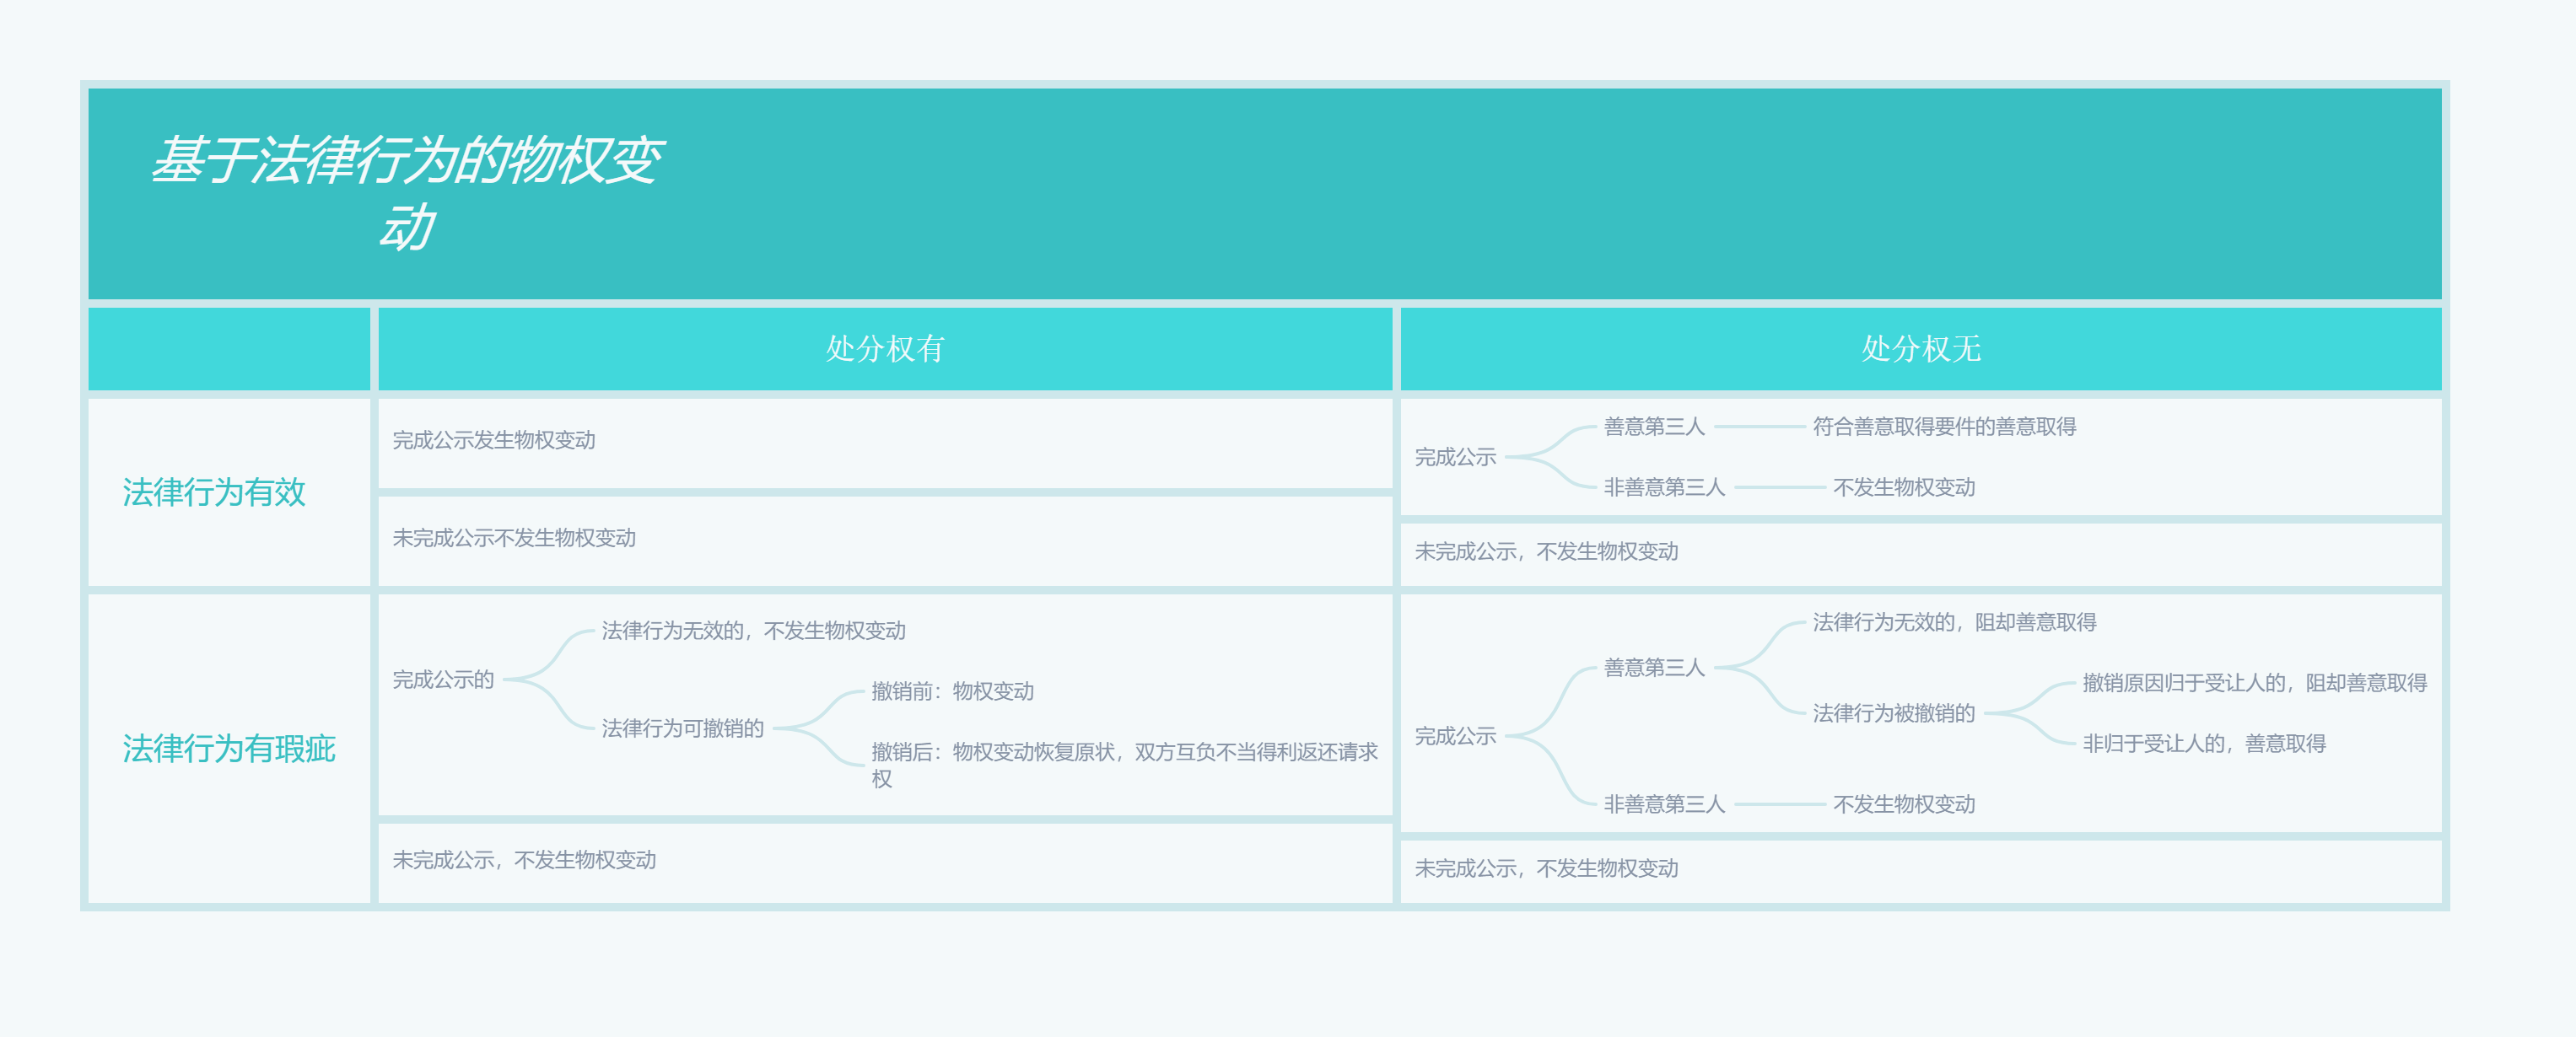 基于法律行为的物权变
动
处分权有
处分权无
法律行为有效
完成公示发生物权变动
未完成公示不发生物权变动
完成公示
善意第三人
符合善意取得要件的善意取得
非善意第三人
不发生物权变动
未完成公示，不发生物权变动
法律行为有瑕疵
完成公示的
法律行为无效的，不发生物权变动
法律行为可撤销的
撤销前：物权变动
撤销后：物权变动恢复原状，双方互负不当得利返还请求
权
未完成公示，不发生物权变动
完成公示
善意第三人
法律行为无效的，阻却善意取得
法律行为被撤销的
撤销原因归于受让人的，阻却善意取得
非归于受让人的，善意取得
非善意第三人
不发生物权变动
未完成公示，不发生物权变动